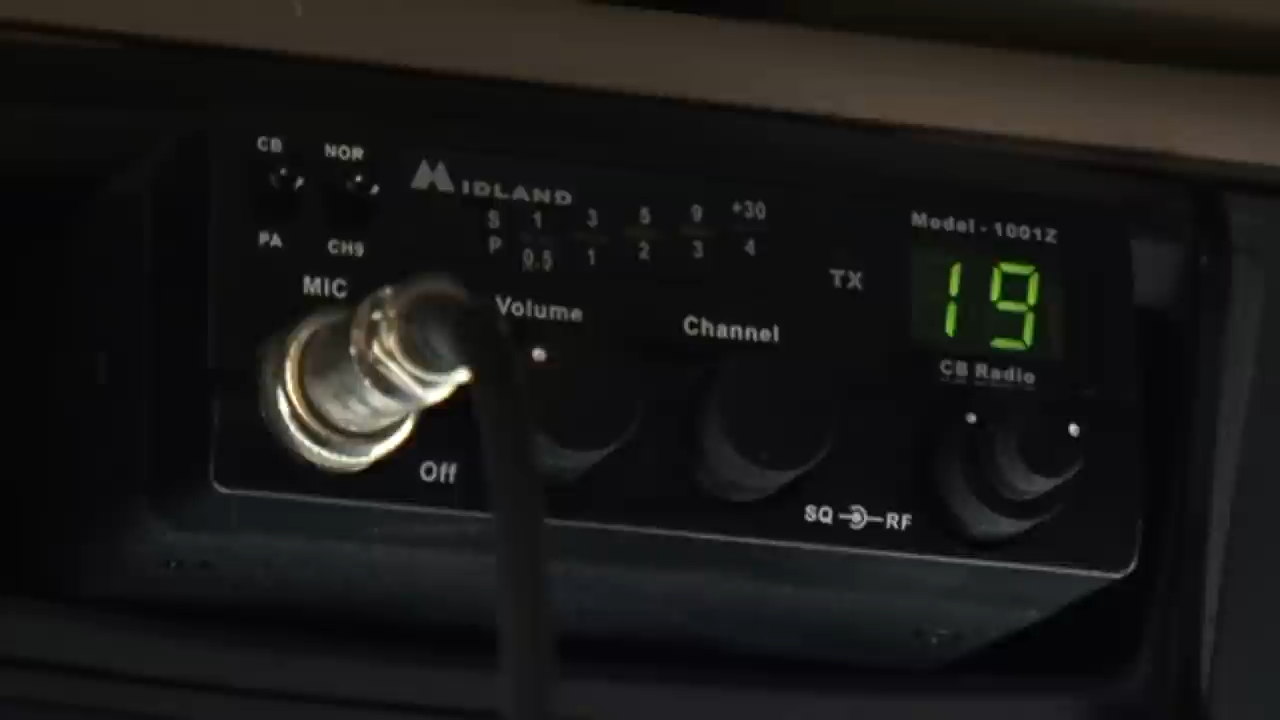 CB NOR
PA CH9
MIDLAND
S 1 3 5 9 +30
P 0.5 1 2 3 4
Model - 1001Z
TX
19
CB Radio
MIC
Volume
Channel
Off
SQ RF